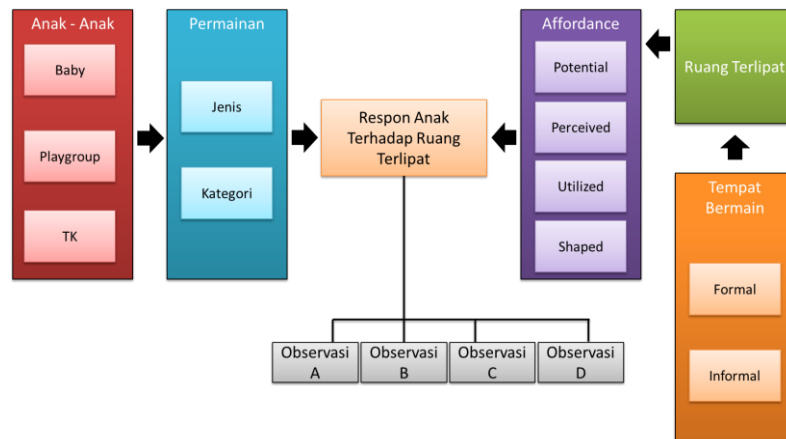 Anak - Anak
Baby
Playgroup
TK
Permainan
Jenis
Kategori
Respon Anak
Terhadap Ruang
Terlipat
Affordance
Potential
Perceived
Utilized
Shaped
Ruang Terlipat
Tempat
Bermain
Formal
Informal
Observasi
A
Observasi
B
Observasi
C
Observasi
D